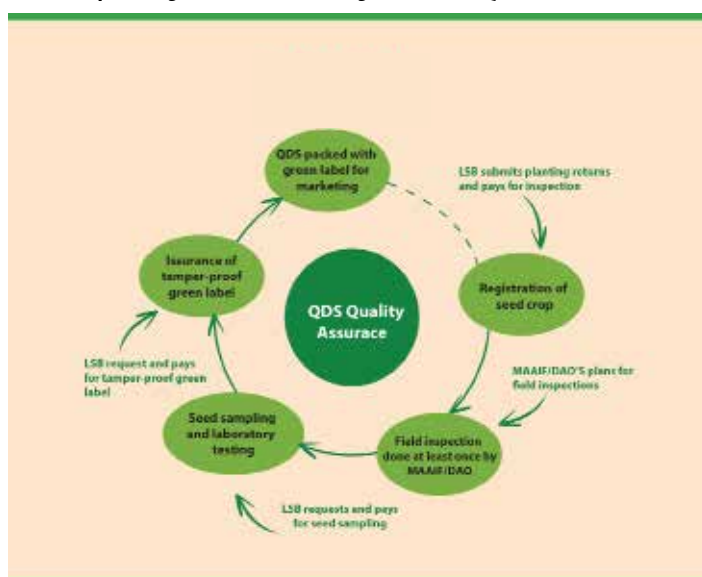 QDS packed with
green label for
marketing
LSB submits planting returns
and pays for inspection
Registration of
seed crop
MAAIF/DAO'S plans for
field inspections
Field inspection
done at least once by
MAAIF/DAO
LSB requests and pays
for seed sampling
Seed sampling
and laboratory
testing
LSB request and pays
for tamper-proof green
label
Issurance of
tamper-proof
green label
QDS Quality
Assurace